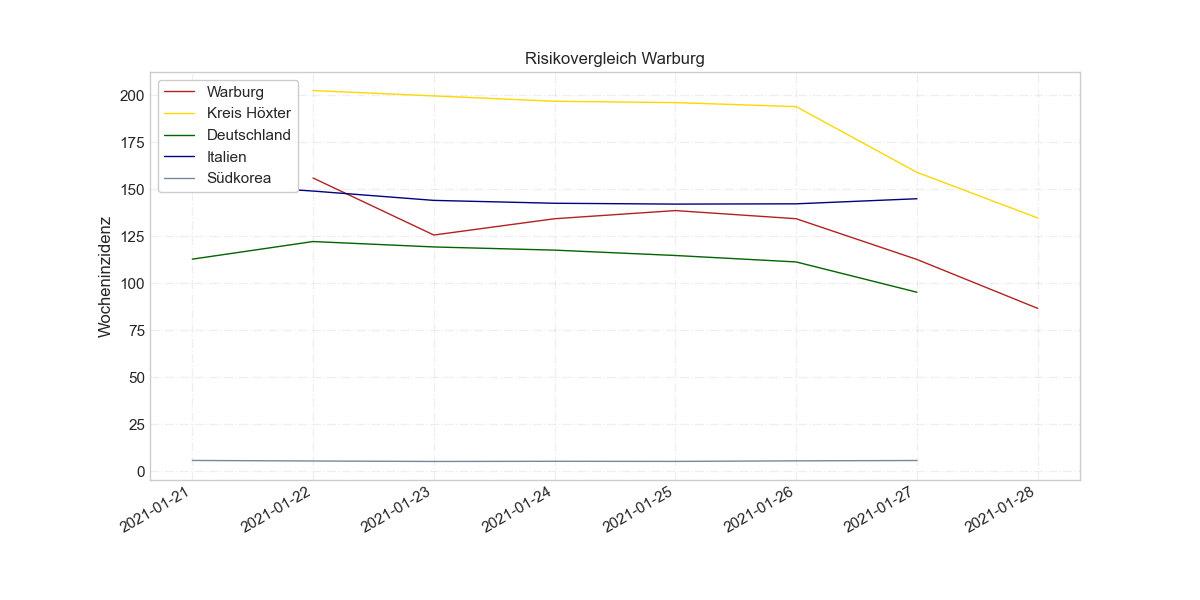 Risikovergleich Warburg
Warburg
Kreis Höxter
Deutschland
Italien
Südkorea
Wocheninzidenz
200
175
150
125
100
75
50
25
0
2021-01-21
2021-01-22
2021-01-23
2021-01-24
2021-01-25
2021-01-26
2021-01-27
2021-01-28